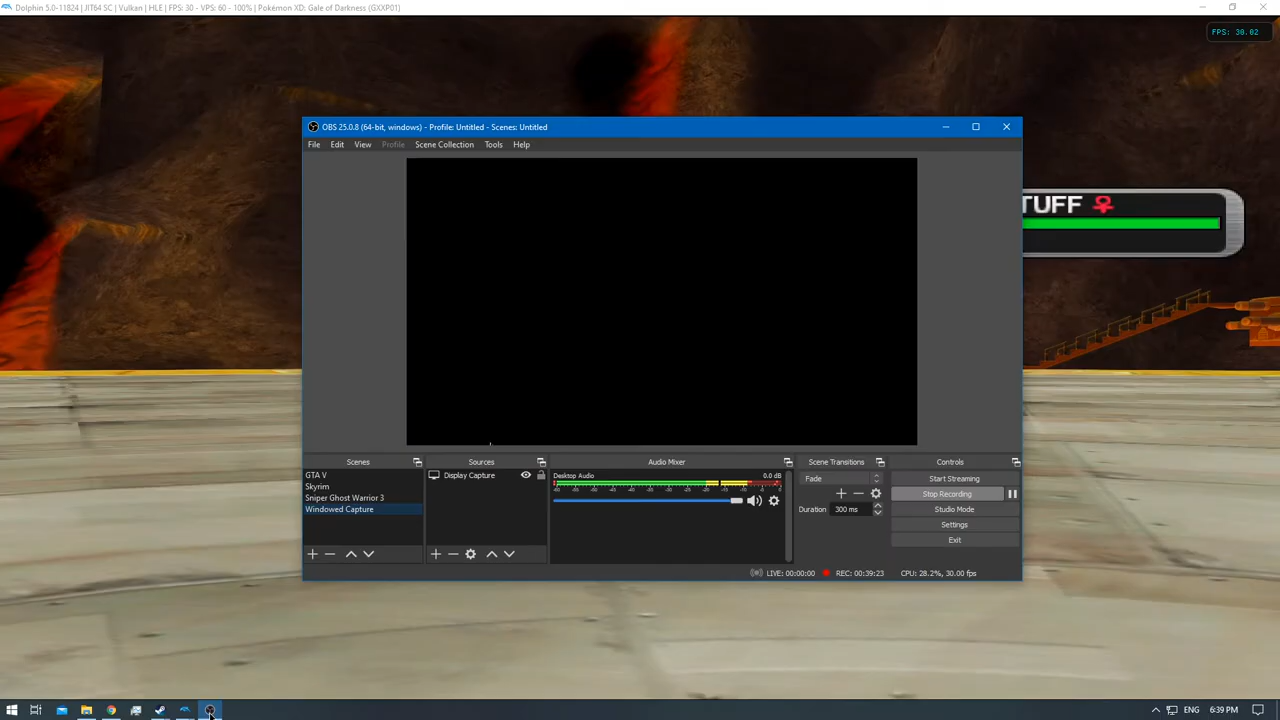 Dolphin 5.0-11824 | JIT64 SC | Vulkan | HLE | FPS: 30 - VPS: 60 - 100% | Pokémon XD: Gale of Darkness (GXXP01)
FPS: 30.02
OBS 25.0.8 (64-bit, windows) - Profile: Untitled - Scenes: Untitled
File Edit View Profile Scene Collection Tools Help
TUFF ♀
Scenes Sources Audio Mixer Scene Transitions Controls
GTA V
Skyrim
Sniper Ghost Warrior 3
Windowed Capture
Display Capture
Desktop Audio 0.0 dB
Fade
Duration 300 ms
Start Streaming
Stop Recording
Studio Mode
Settings
Exit
LIVE: 00:00:00 REC: 00:39:23 CPU: 28.2%, 30.00 fps
ENG 6:39 PM